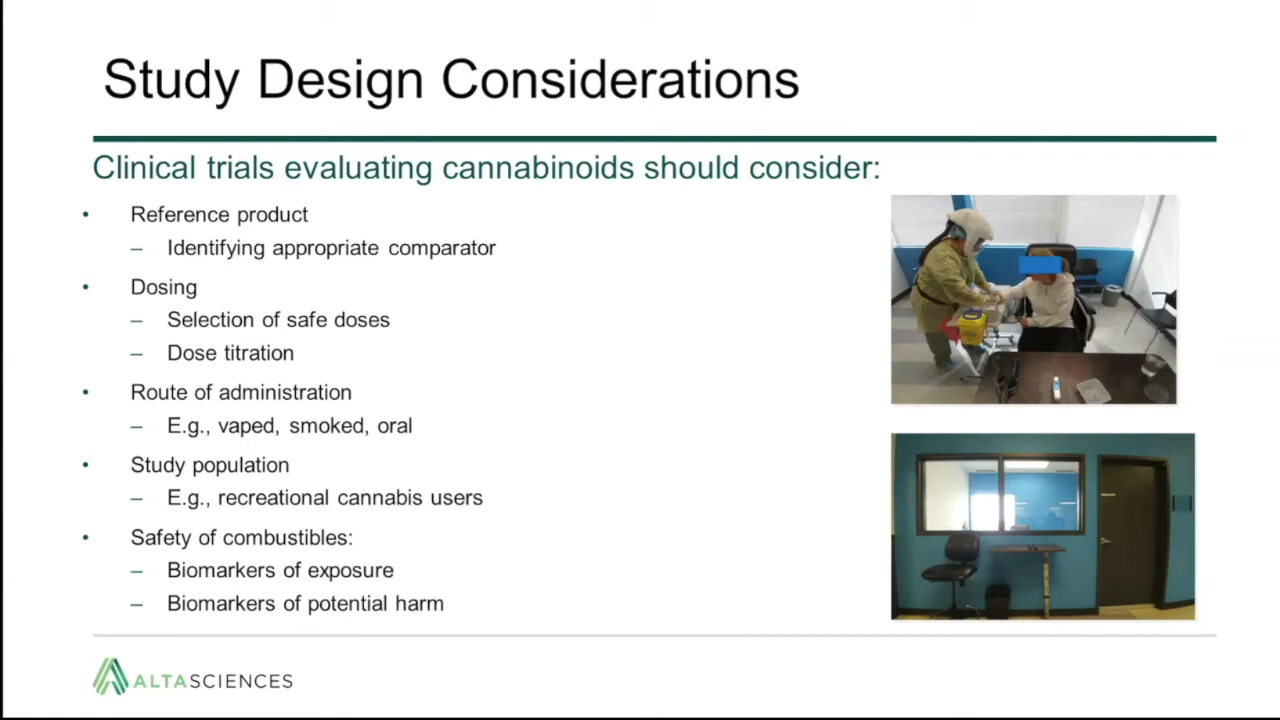 Study Design Considerations
Clinical trials evaluating cannabinoids should consider:
• Reference product
– Identifying appropriate comparator
• Dosing
– Selection of safe doses
– Dose titration
• Route of administration
– E.g., vaped, smoked, oral
• Study population
– E.g., recreational cannabis users
• Safety of combustibles:
– Biomarkers of exposure
– Biomarkers of potential harm
ALTASCIENCES